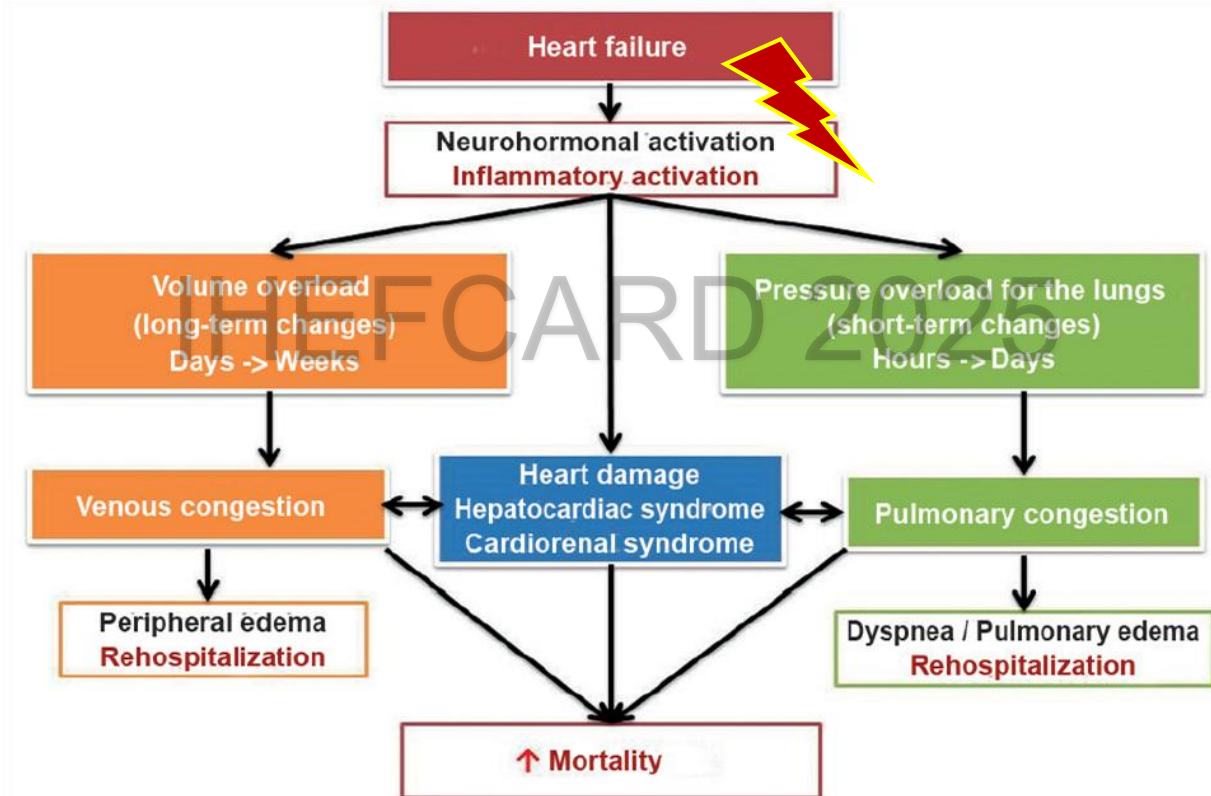 Heart failure
Neurohormonal activation
Inflammatory activation
Volume overload
(long-term changes)
Days -> Weeks
Pressure overload for the lungs
(short-term changes)
Hours -> Days
IHEFCARD 2025
Venous congestion
Heart damage
Hepatocardiac syndrome
Cardiorenal syndrome
Pulmonary congestion
Peripheral edema
Rehospitalization
Dyspnea / Pulmonary edema
Rehospitalization
↑ Mortality